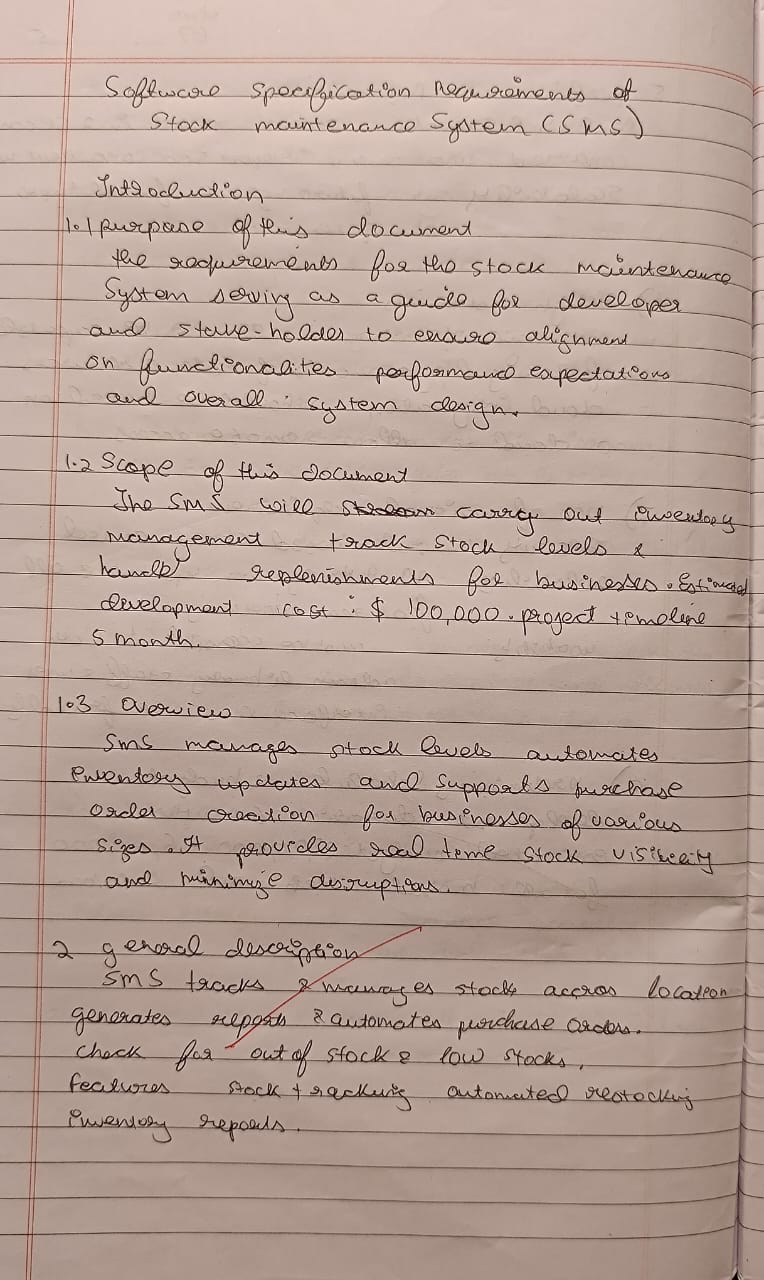 Software specification requirements of
Stock maintenance System (SMS)
Introduction
1.1 purpose of this document
the requirements for the stock maintenance
System serving as a guide for developer
and stake-holder to ensure alignment
on functionalities performance expectations
and overall system design.
1.2 Scope of this document
The SMS will carry out inventory
management track stock levels &
handle replenishments for businesses. Estimated
development cost : $ 100,000. project timeline
5 month.
1.3 overview
SMS manages stock levels automates
inventory updates and supports purchase
order creation for businesses of various
sizes. It provides real time stock visibility
and minimize disruptions.
2 general description
SMS tracks & manages stock accros location
generates reports & automates purchase orders.
check for out of stock & low stocks,
features stock tracking automated restocking
inventory reports.